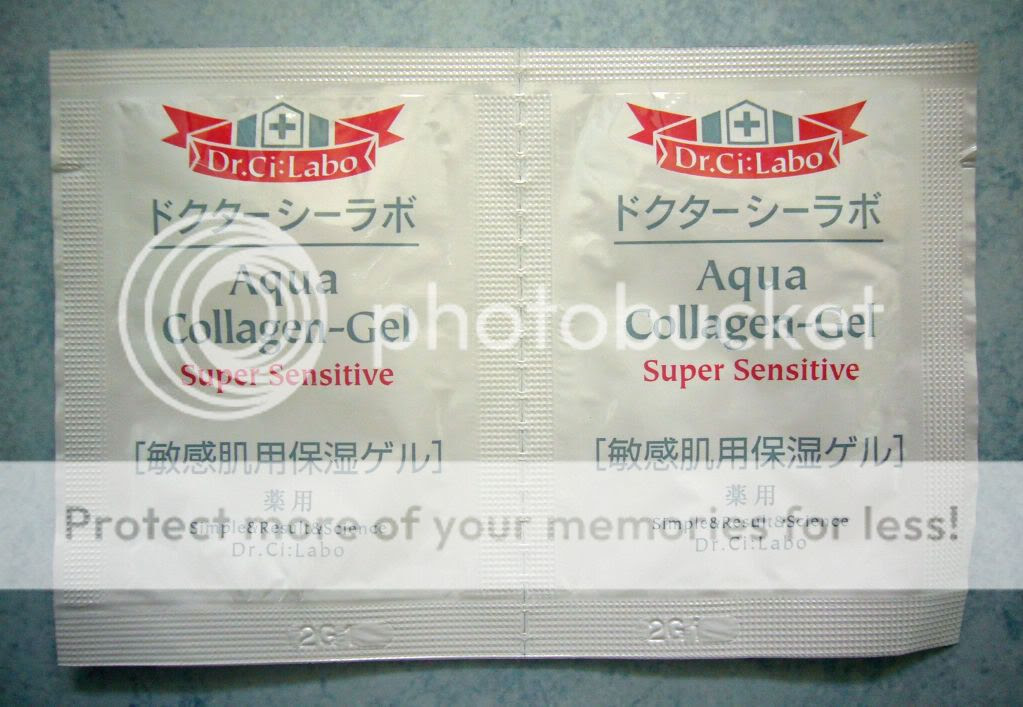 Dr.Ci:Labo
ドクターシーラボ
Aqua
Collagen-Gel
Super Sensitive
[敏感肌用保湿ゲル]
薬用
Simple&Result&Science
Dr.Ci:Labo
2G1
Dr.Ci:Labo
ドクターシーラボ
Aqua
Collagen-Gel
Super Sensitive
[敏感肌用保湿ゲル]
薬用
Simple&Result&Science
Dr.Ci:Labo
2G1
photobucket
Protect more of your memories for less!